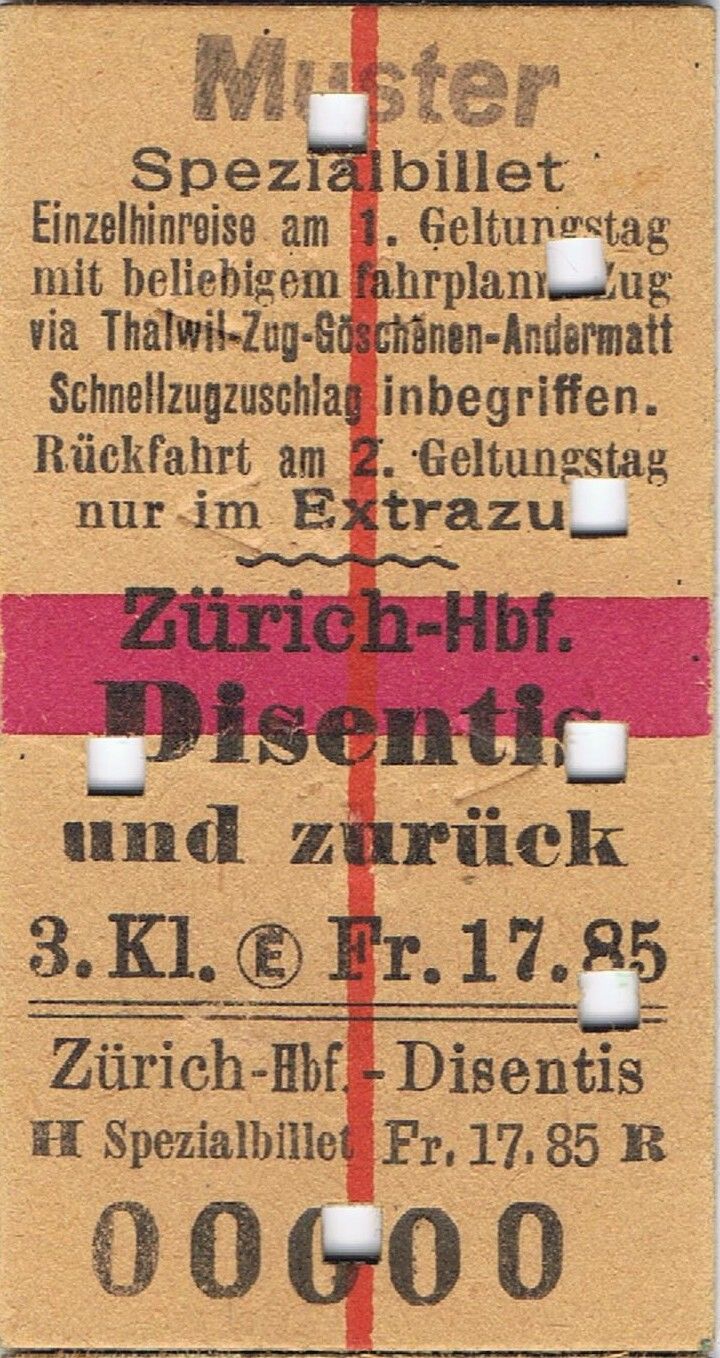 Muster
Spezialbillet
Einzelhinreise am 1. Geltungstag
mit beliebigem fahrplanm. Zug
via Thalwil-Zug-Göschenen-Andermatt
Schnellzugzuschlag inbegriffen.
Rückfahrt am 2. Geltungstag
nur im Extrazug
Zürich-Hbf.
Disentis
und zurück
3. Kl. E Fr. 17.85
Zürich-Hbf. - Disentis
H Spezialbillet Fr. 17.85 R
00000